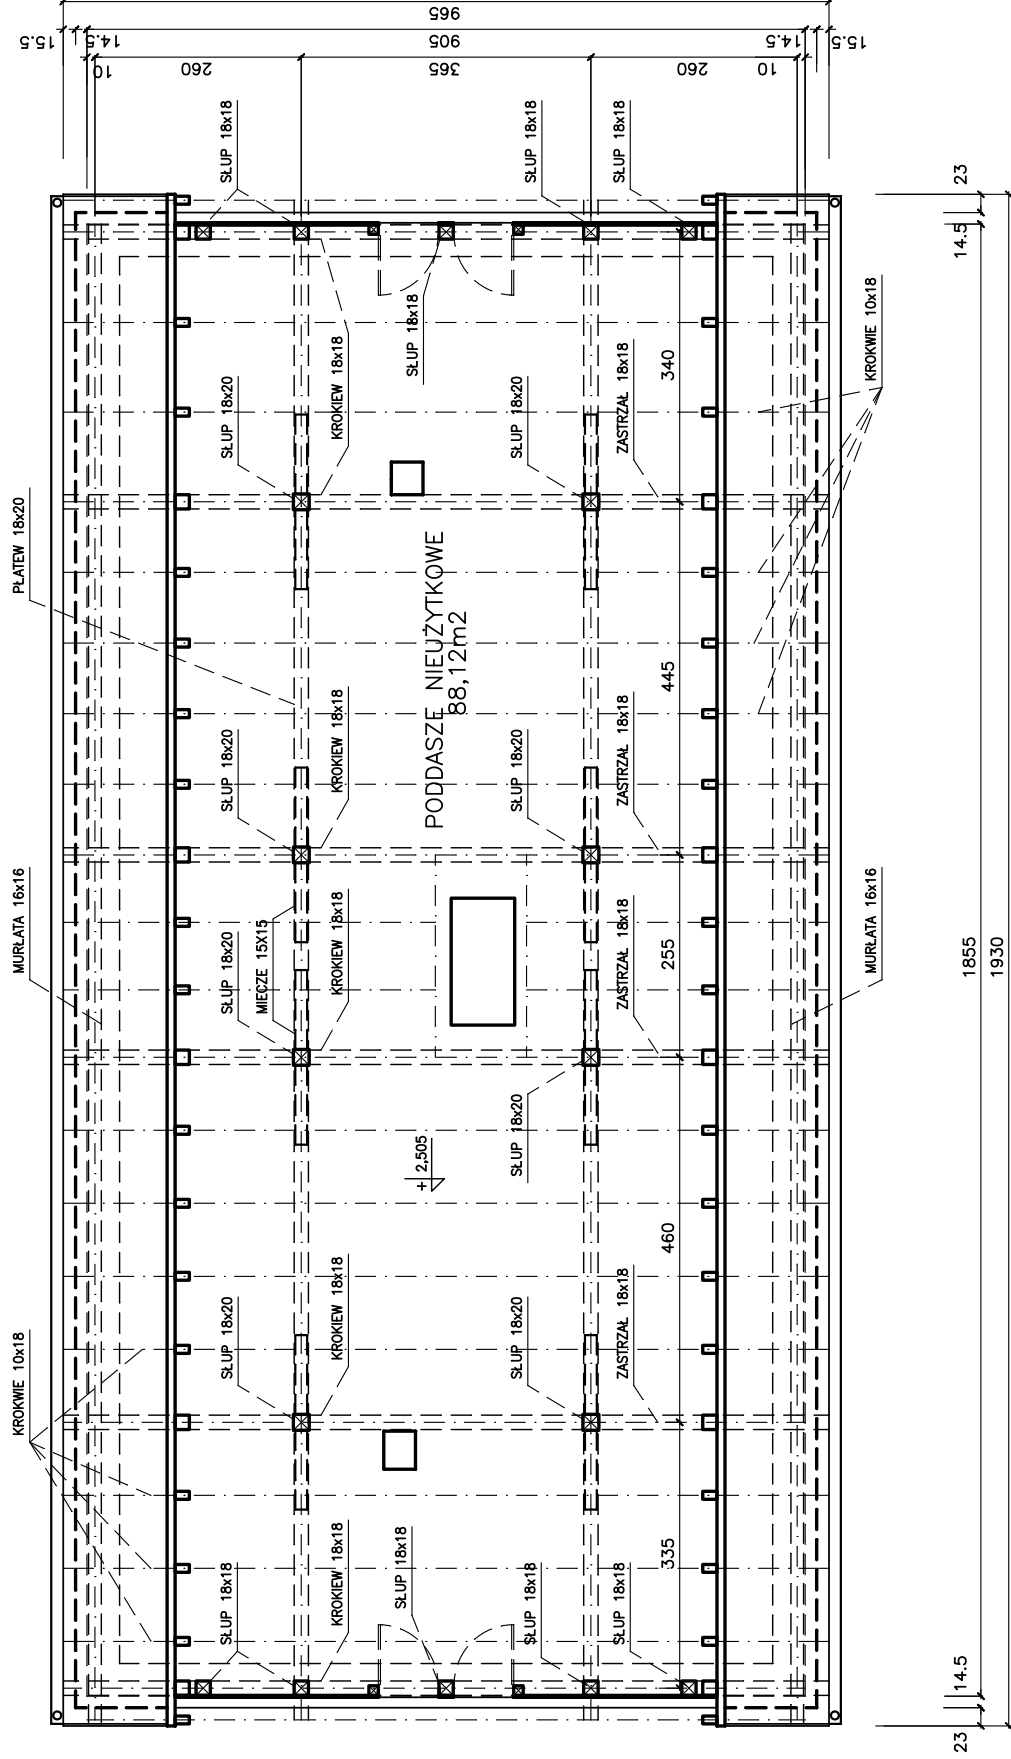 965
15.5
14.5
905
14.5
15.5
10
260
365
260
10
SŁUP 18x18
SŁUP 18x18
SŁUP 18x18
23
14.5
SŁUP 18x18
KROKIEW 18x18
SŁUP 18x20
SŁUP 18x20
ZASTRZAŁ 18x18
340
KROKWIE 10x18
PŁATEW 18x20
PODDASZE NIEUŻYTKOWE
88,12m2
445
SŁUP 18x20
KROKIEW 18x18
SŁUP 18x20
ZASTRZAŁ 18x18
MURŁATA 16x16
SŁUP 18x20
MIECZE 15X15
KROKIEW 18x18
ZASTRZAŁ 18x18
255
MURŁATA 16x16
1855
1930
SŁUP 18x20
+2,505
460
KROKWIE 10x18
SŁUP 18x20
KROKIEW 18x18
SŁUP 18x20
ZASTRZAŁ 18x18
335
SŁUP 18x18
KROKIEW 18x18
SŁUP 18x18
SŁUP 18x18
SŁUP 18x18
14.5
23